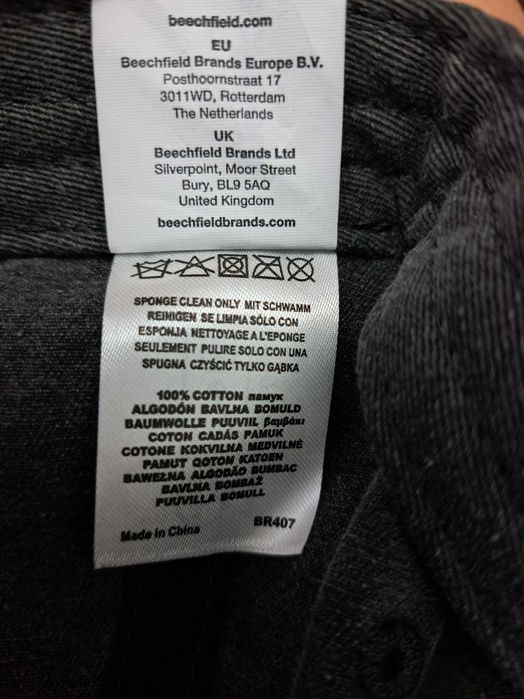 beechfield.com
EU
Beechfield Brands Europe B.V.
Posthoornstraat 17
3011WD, Rotterdam
The Netherlands
UK
Beechfield Brands Ltd
Silverpoint, Moor Street
Bury, BL9 5AQ
United Kingdom
beechfieldbrands.com
SPONGE CLEAN ONLY MIT SCHWAMM
REINIGEN SE LIMPIA SÓLO CON
ESPONJA NETTOYAGE A L'EPONGE
SEULEMENT PULIRE SOLO CON UNA
SPUGNA CZYŚCIĆ TYLKO GĄBKA
100% COTTON памук
ALGODÓN BAVLNA BOMULD
BAUMWOLLE PUUVIIL βαμβάκι
COTON CADÁS PAMUK
COTONE KOKVILNA MEDVILNĖ
PAMUT QOTON KATOEN
BAWEŁNA ALGODÃO BUMBAC
BAVLNA BOMBAŽ
PUUVILLA BOMULL
Made in China BR407